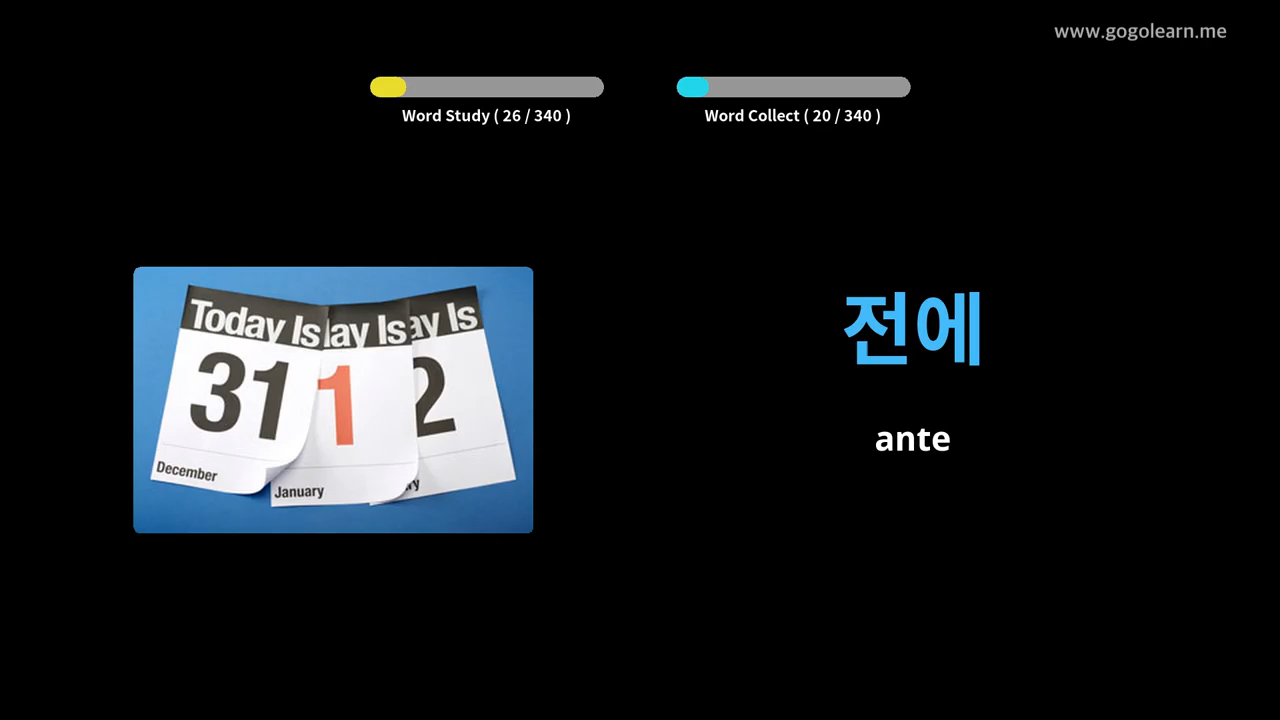 www.gogolearn.me
Word Study ( 26 / 340 )
Word Collect ( 20 / 340 )
Today Is
ay Is
ay Is
31
1
2
December
January
ry
전에
ante